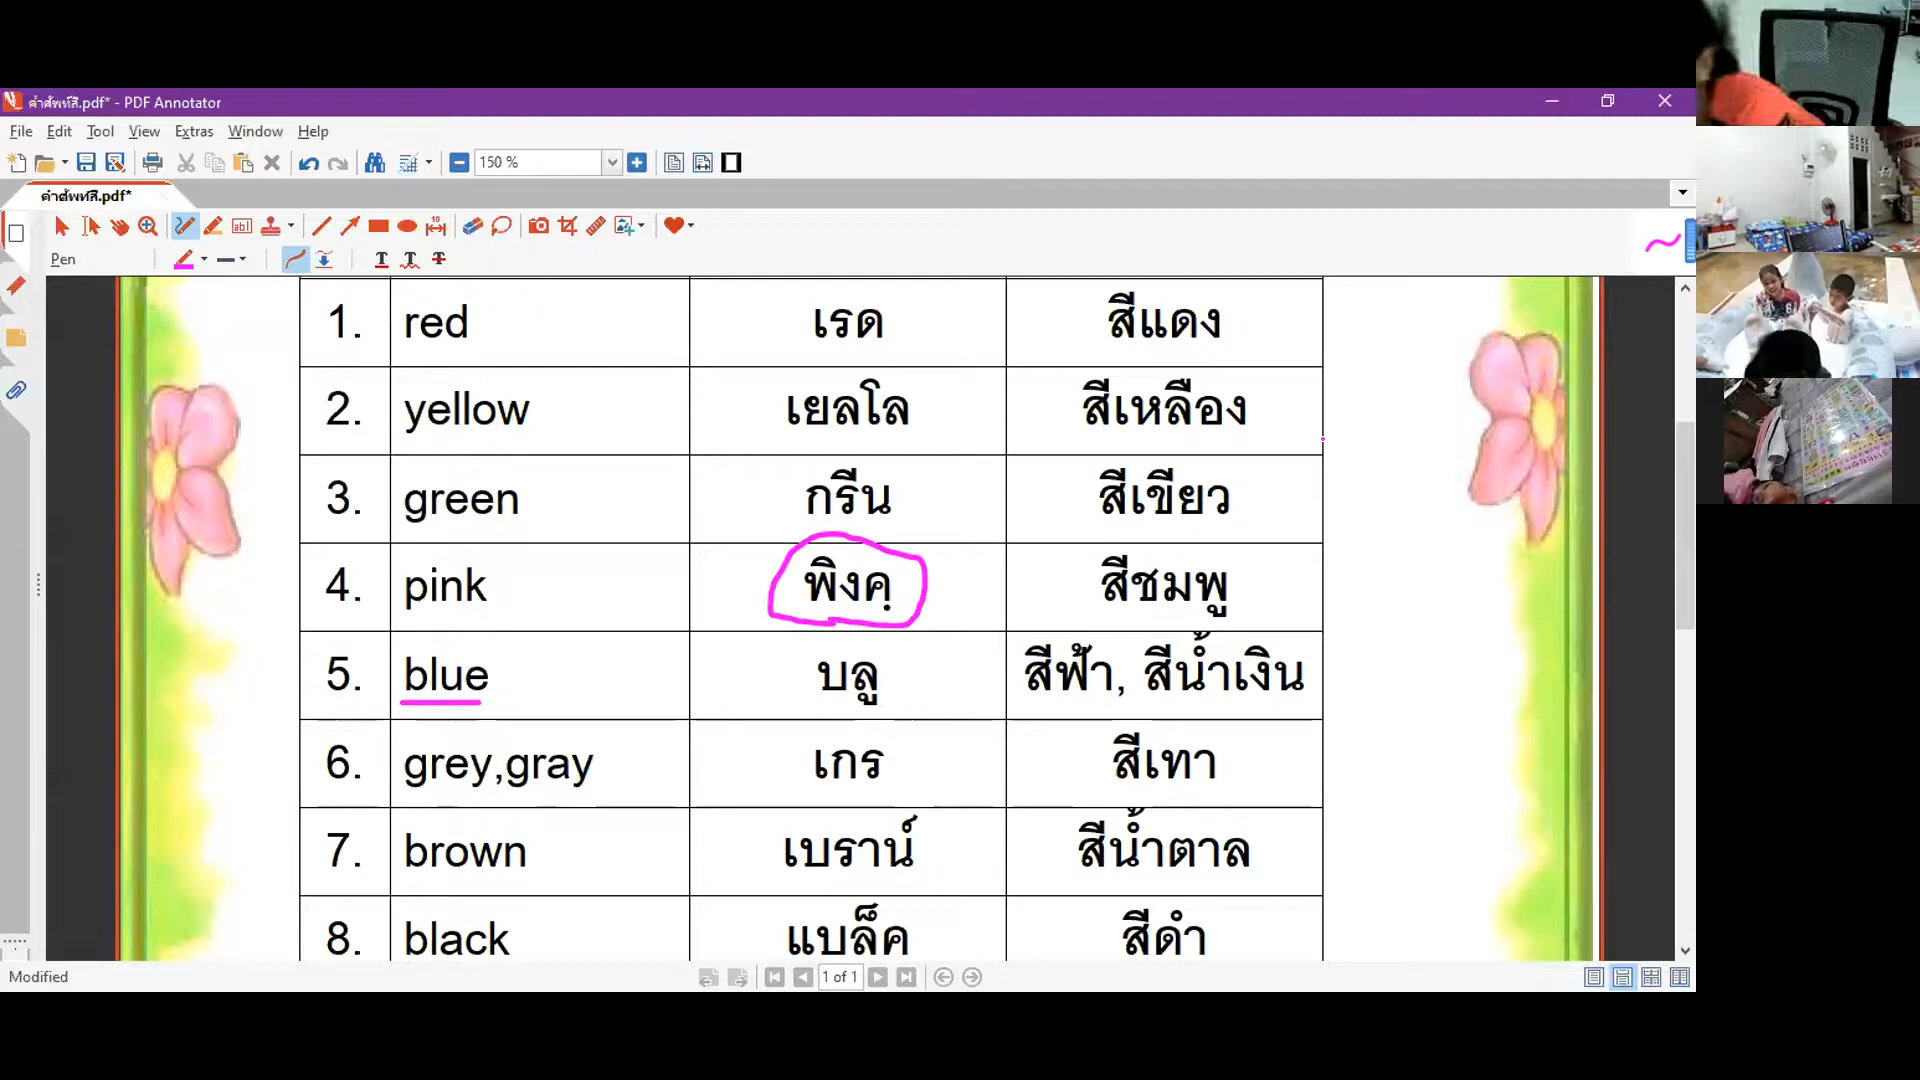 คำศัพท์สี.pdf* - PDF Annotator
File Edit Tool View Extras Window Help
150 %
คำศัพท์สี.pdf*
Pen
1. red เรด สีแดง
2. yellow เยลโล สีเหลือง
3. green กรีน สีเขียว
4. pink พิงคฺ สีชมพู
5. blue บลู สีฟ้า, สีน้ำเงิน
6. grey,gray เกร สีเทา
7. brown เบราน์ สีน้ำตาล
8. black แบล็ค สีดำ
Modified 1 of 1